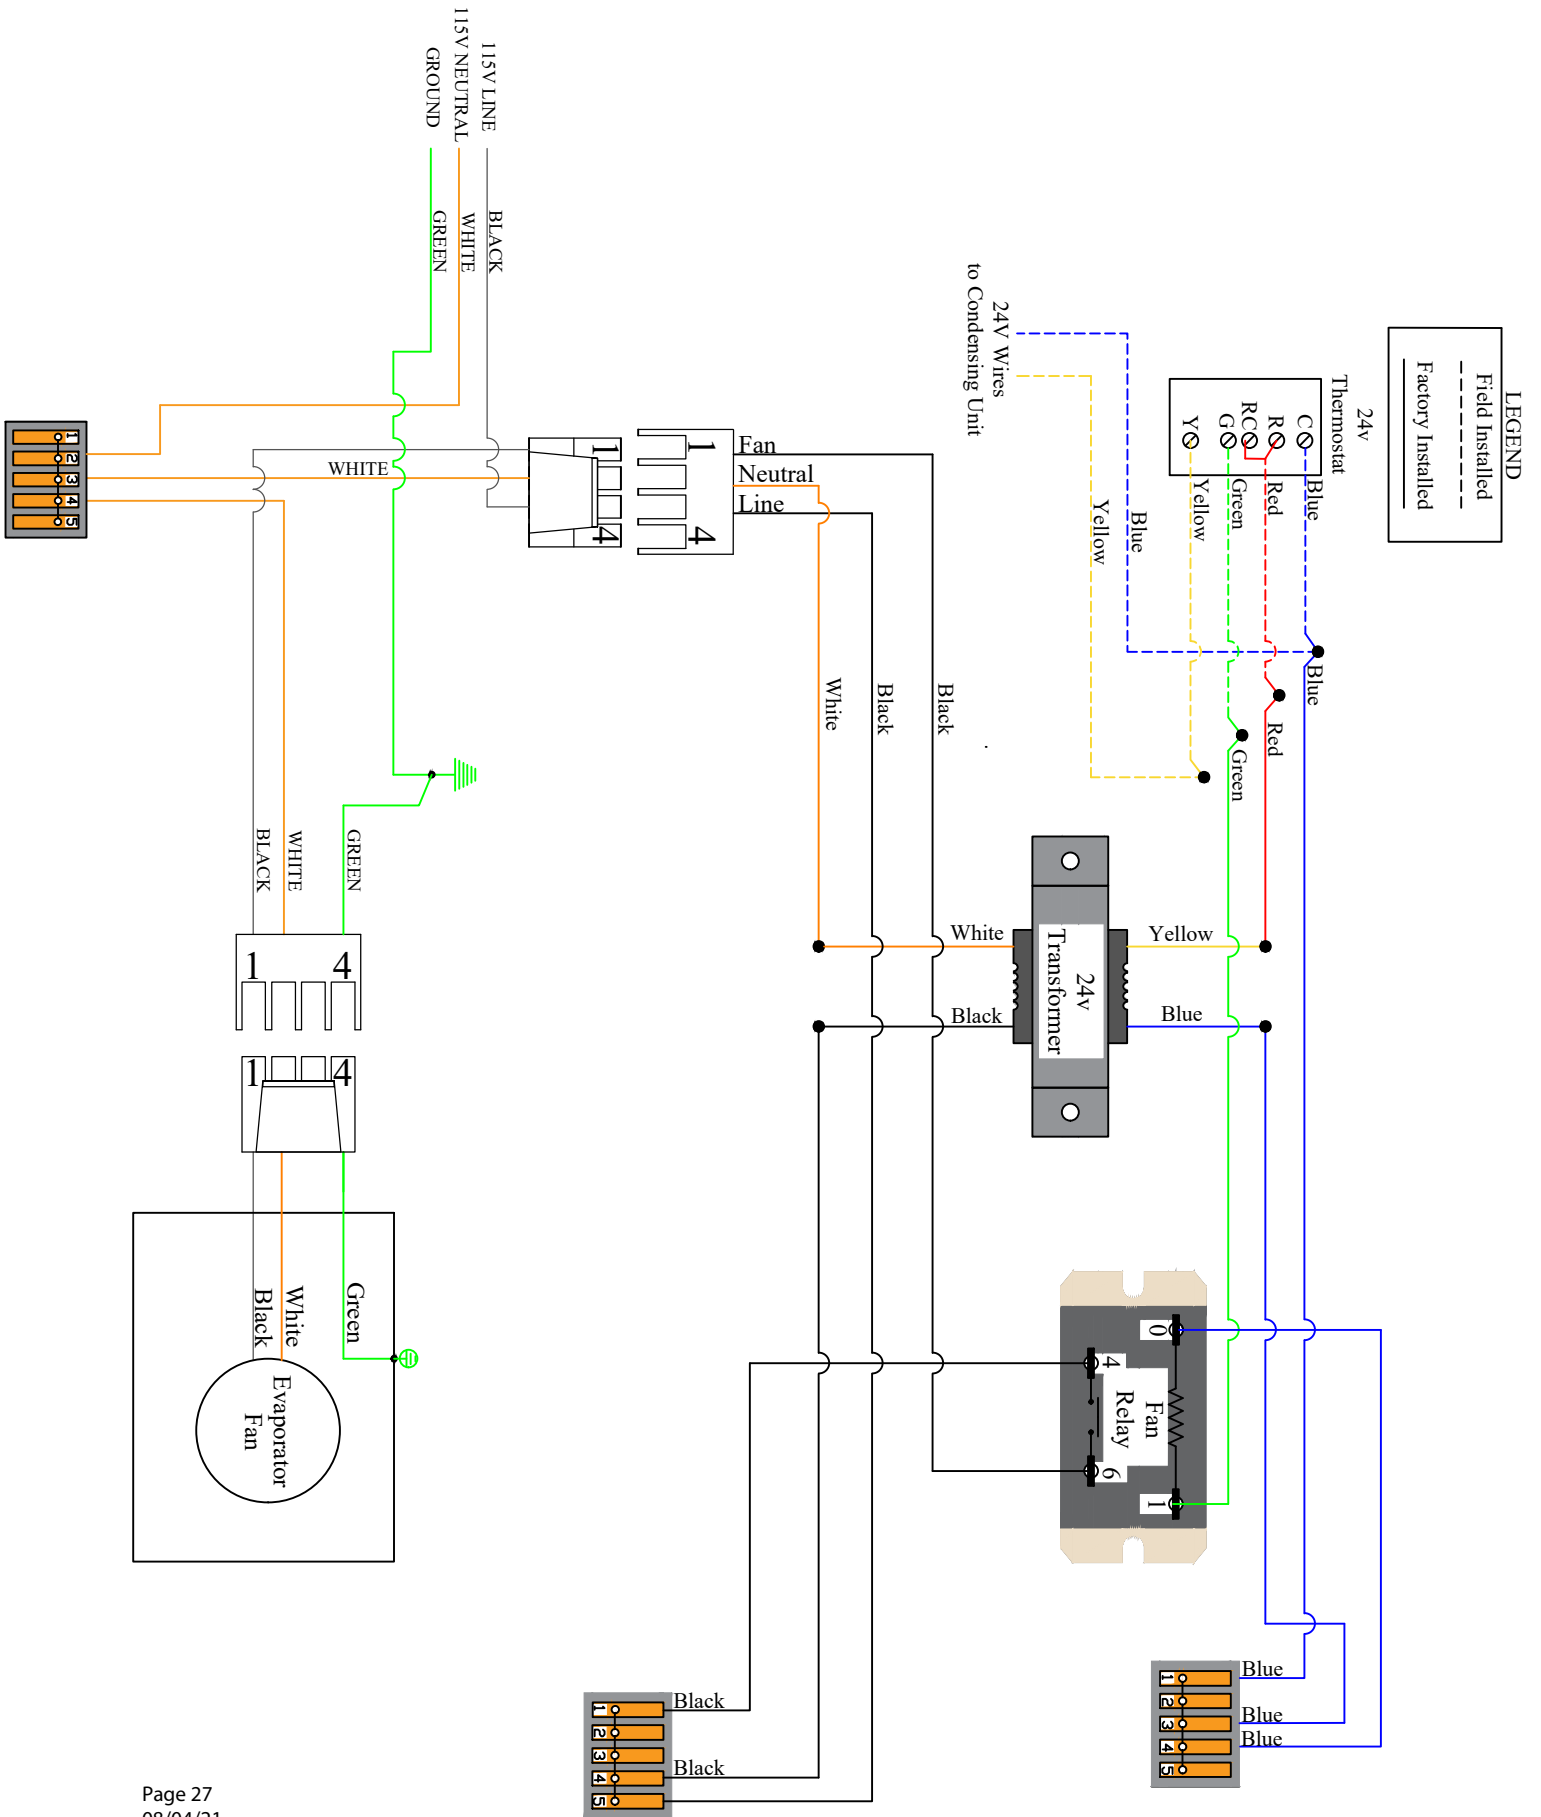 LEGEND
Field Installed
Factory Installed
24v
Thermostat
C
R
RC
G
Y
Blue
Red
Green
Yellow
Blue
Yellow
24V Wires
to Condensing Unit
Blue
Red
Green
115V LINE
115V NEUTRAL
GROUND
BLACK
WHITE
GREEN
WHITE
1
4
1
4
Fan
Neutral
Line
White
Black
Black
1
2
3
4
5
White
Black
24v
Transformer
Yellow
Blue
GREEN
WHITE
BLACK
1 4
1 4
Green
White
Black
Evaporator
Fan
0
4
Fan
Relay
6
1
Blue
Blue
Blue
1
2
3
4
5
Black
Black
1
2
3
4
5
Page 27
08/04/21